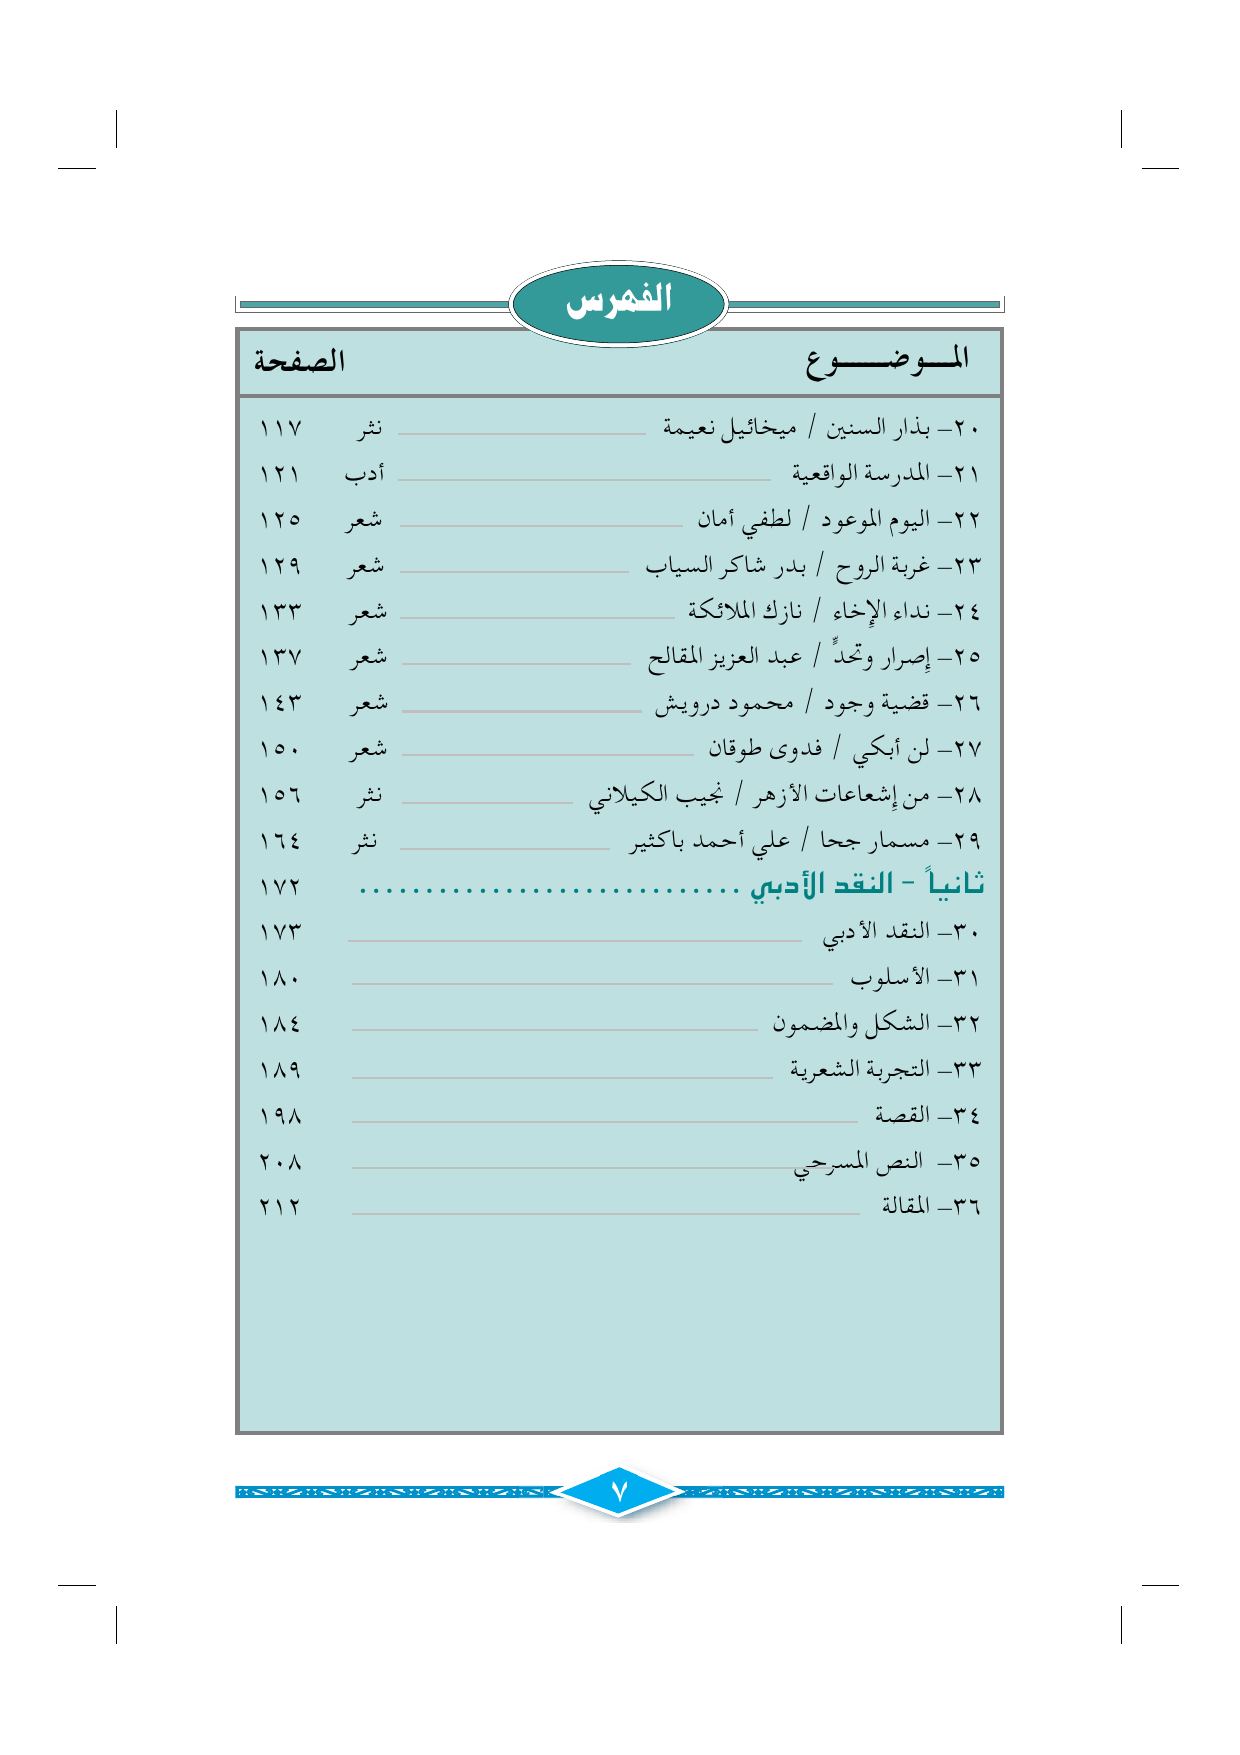 الفهرس
المـــوضــــــوع الصفحة
٢٠– بذار السنين / ميخائيل نعيمة نثر ١١٧
٢١– المدرسة الواقعية أدب ١٢١
٢٢– اليوم الموعود / لطفي أمان شعر ١٢٥
٢٣– غربة الروح / بدر شاكر السياب شعر ١٢٩
٢٤– نداء الإِخاء / نازك الملائكة شعر ١٣٣
٢٥– إِصرار وتحدٍّ / عبد العزيز المقالح شعر ١٣٧
٢٦– قضية وجود / محمود درويش شعر ١٤٣
٢٧– لن أبكي / فدوى طوقان شعر ١٥٠
٢٨– من إِشعاعات الأزهر / نجيب الكيلاني نثر ١٥٦
٢٩– مسمار جحا / علي أحمد باكثير نثر ١٦٤
ثانياً – النقد الأدبي ............................. ١٧٢
٣٠– النقد الأدبي ١٧٣
٣١– الأسلوب ١٨٠
٣٢– الشكل والمضمون ١٨٤
٣٣– التجربة الشعرية ١٨٩
٣٤– القصة ١٩٨
٣٥– النص المسرحي ٢٠٨
٣٦– المقالة ٢١٢
٧